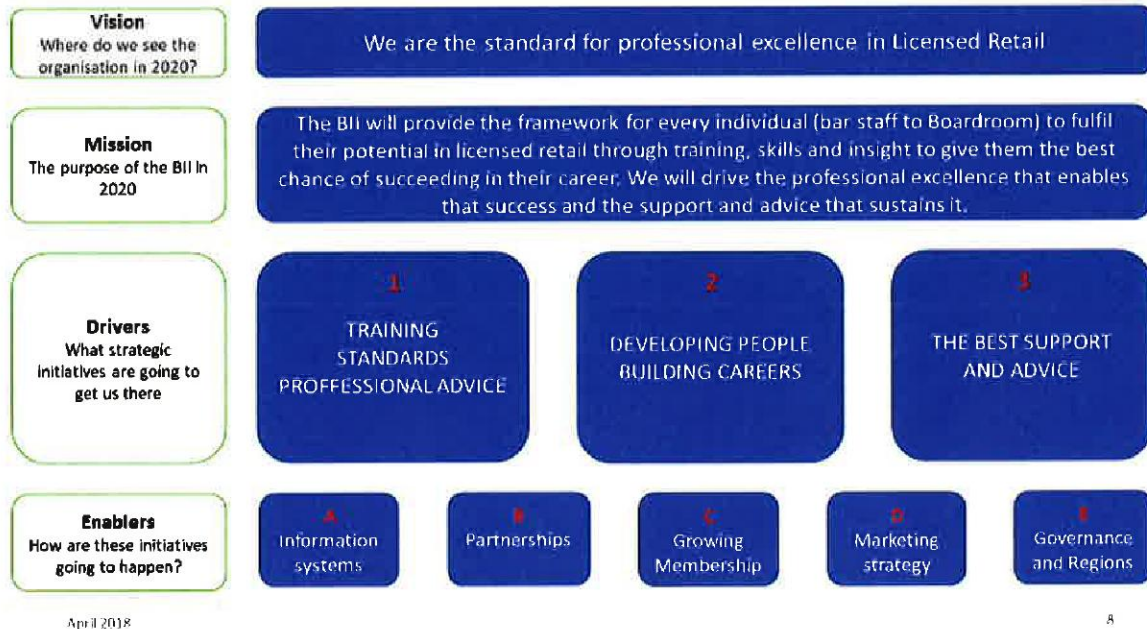 Vision
Where do we see the
organisation in 2020?
We are the standard for professional excellence in Licensed Retail
Mission
The purpose of the BII in
2020
The BII will provide the framework for every individual (bar staff to Boardroom) to fulfil
their potential in licensed retail through training, skills and insight to give them the best
chance of succeeding in their career. We will drive the professional excellence that enables
that success and the support and advice that sustains it.
Drivers
What strategic
initiatives are going to
get us there
1
TRAINING
STANDARDS
PROFFESSIONAL ADVICE
2
DEVELOPING PEOPLE
BUILDING CAREERS
3
THE BEST SUPPORT
AND ADVICE
Enablers
How are these initiatives
going to happen?
A
Information
systems
B
Partnerships
C
Growing
Membership
D
Marketing
strategy
E
Governance
and Regions
April 2018
8